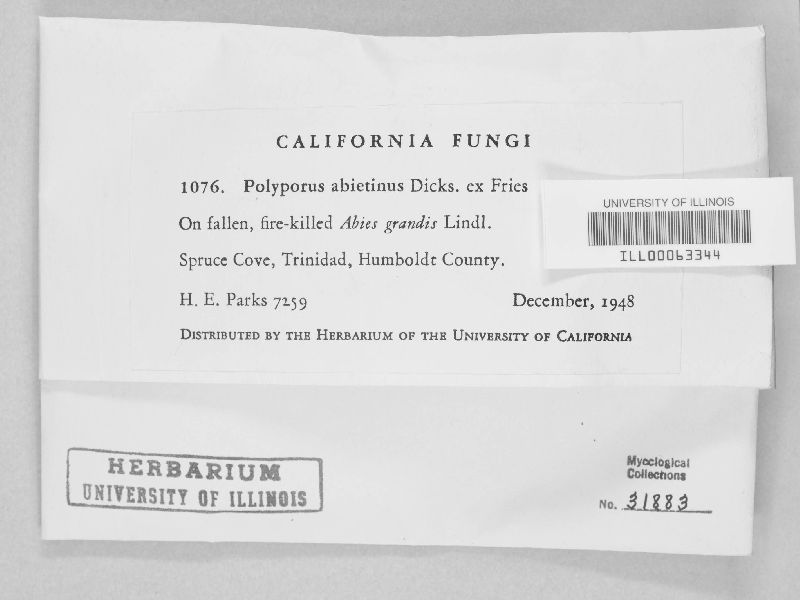 CALIFORNIA FUNGI
1076. Polyporus abietinus Dicks. ex Fries
On fallen, fire-killed Abies grandis Lindl.
Spruce Cove, Trinidad, Humboldt County.
H. E. Parks 7259 December, 1948
DISTRIBUTED BY THE HERBARIUM OF THE UNIVERSITY OF CALIFORNIA
UNIVERSITY OF ILLINOIS
ILL00063344
HERBARIUM
UNIVERSITY OF ILLINOIS
Mycological
Collections
No. 31883